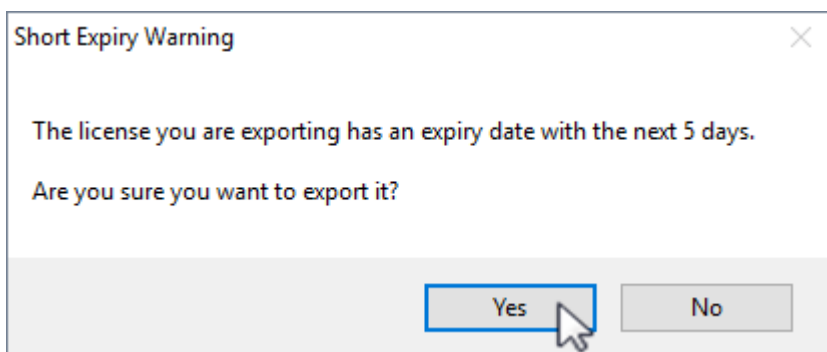 Short Expiry Warning
The license you are exporting has an expiry date with the next 5 days.
Are you sure you want to export it?
Yes
No